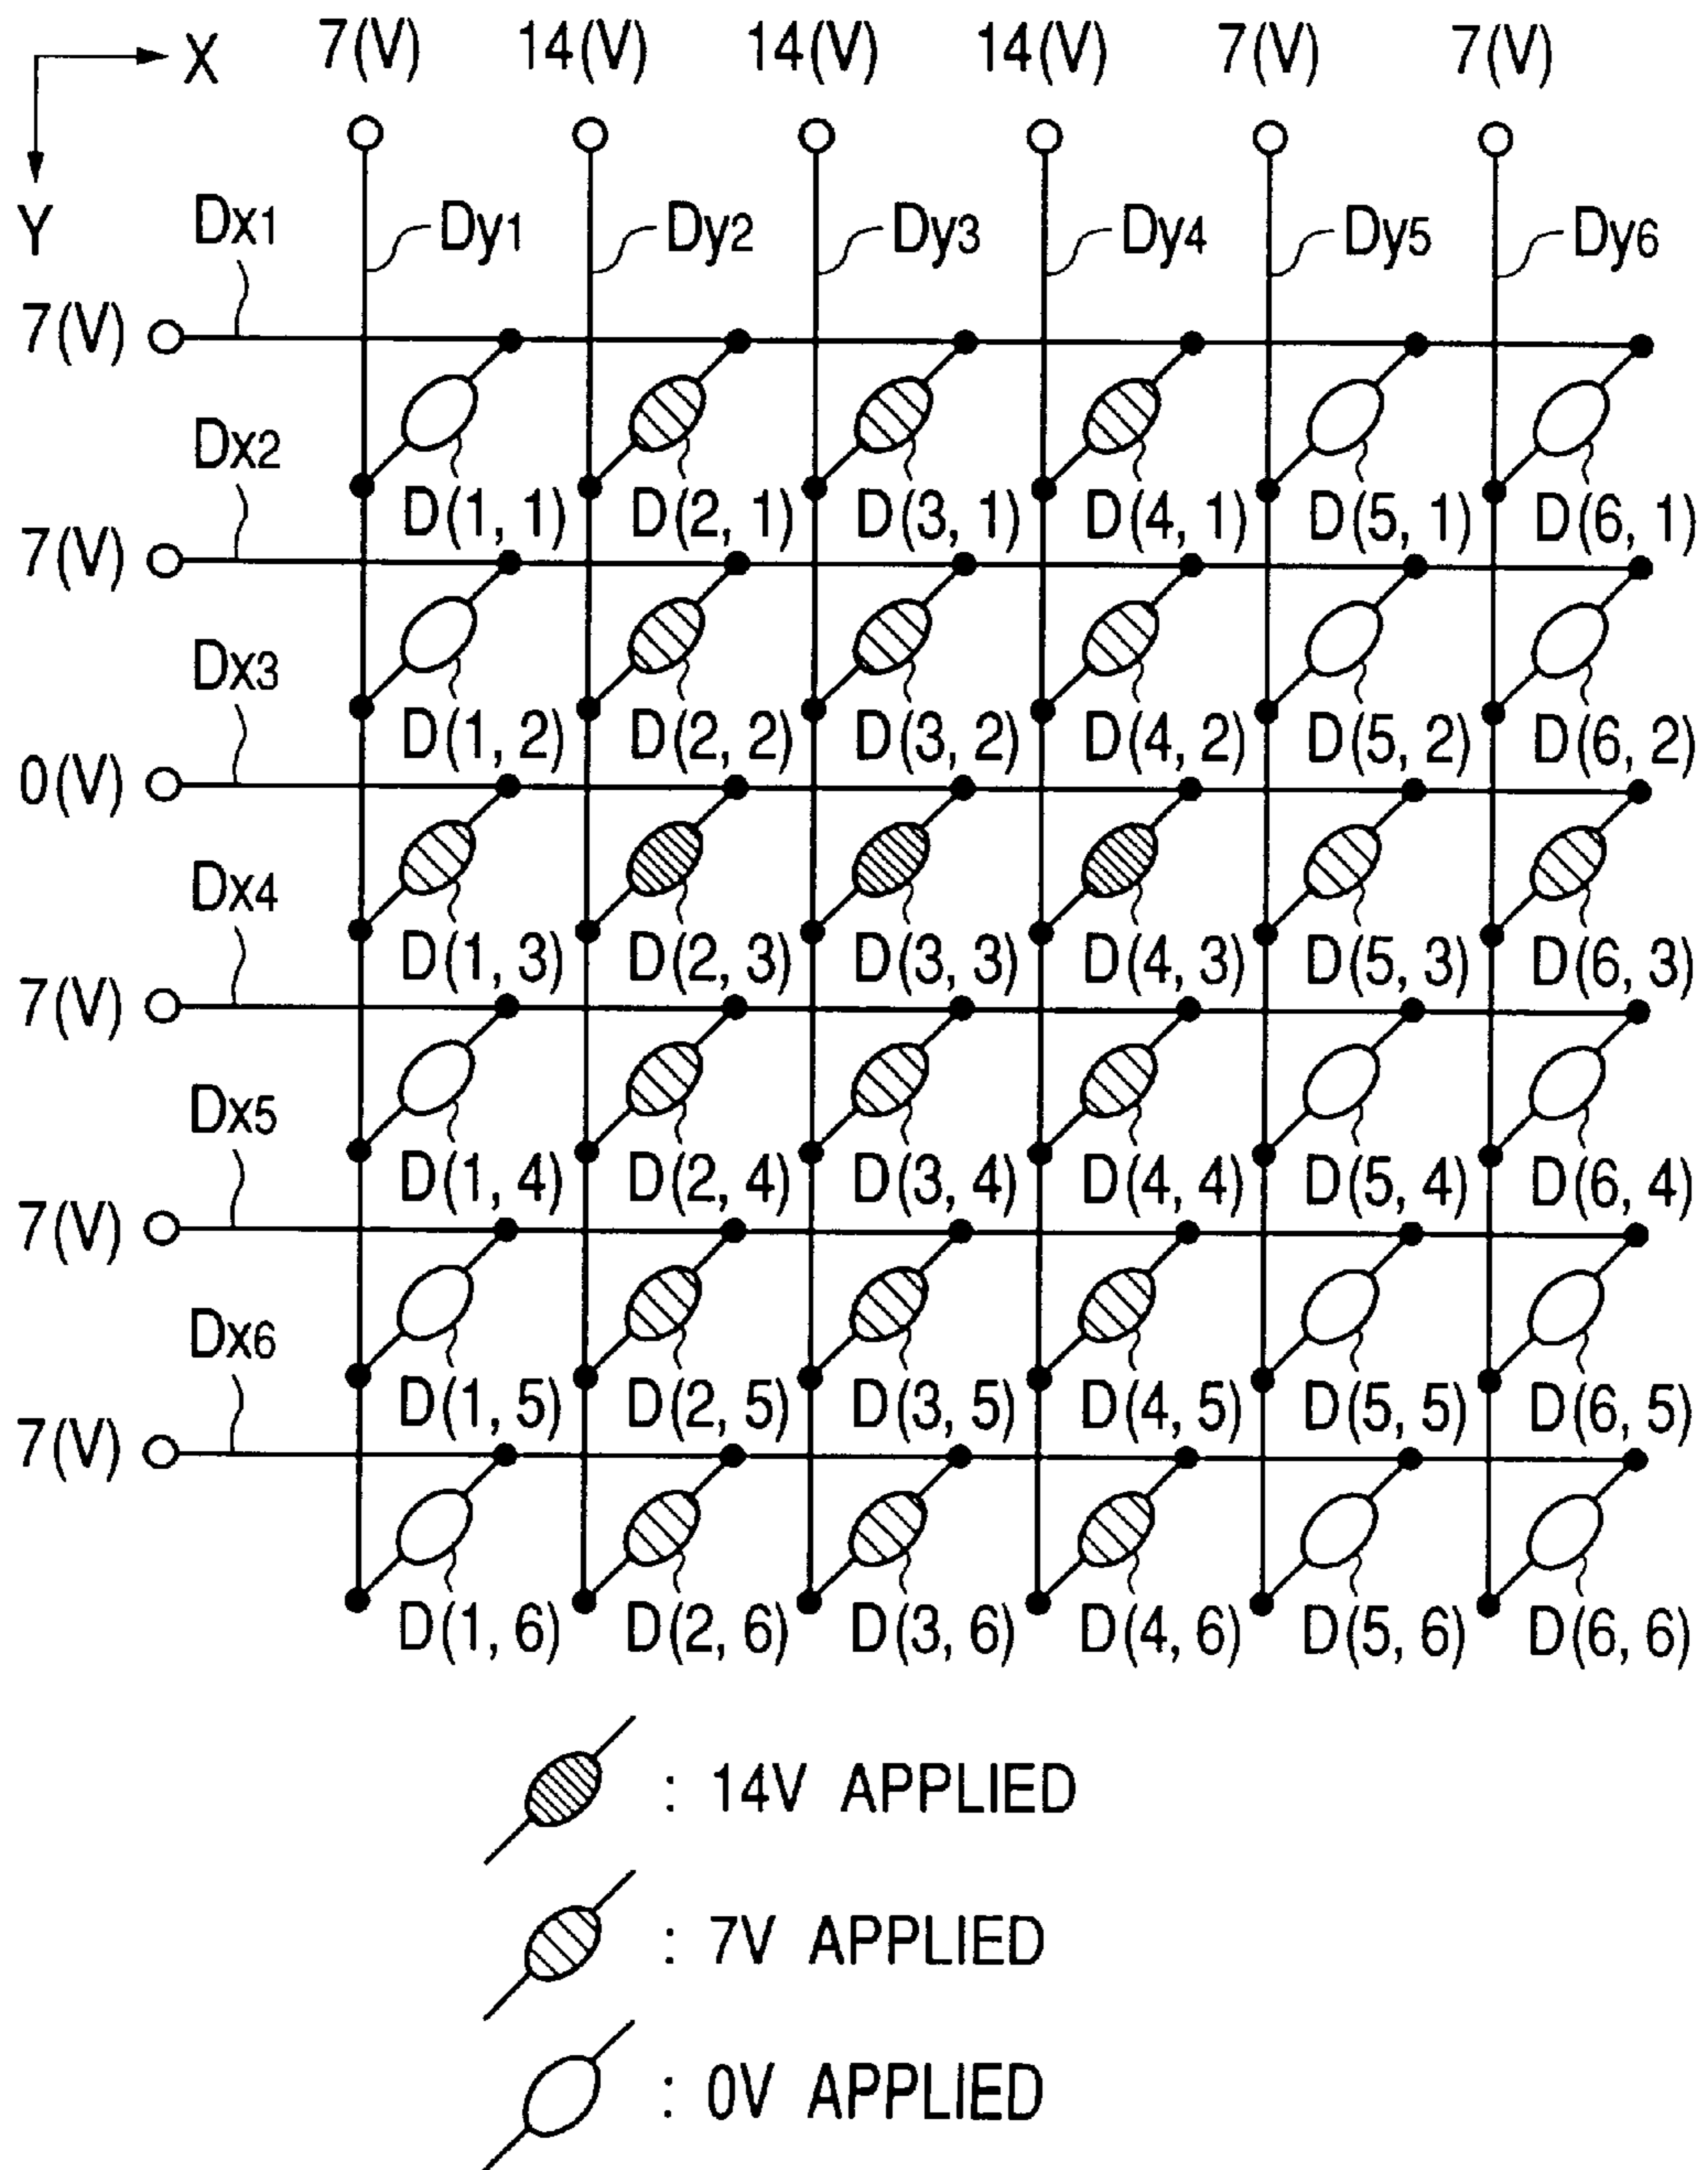 7(V) 14(V) 14(V) 14(V) 7(V) 7(V)
X
Y
Dx1 Dy1 Dy2 Dy3 Dy4 Dy5 Dy6
7(V)
Dx2
D(1, 1) D(2, 1) D(3, 1) D(4, 1) D(5, 1) D(6, 1)
7(V)
Dx3
D(1, 2) D(2, 2) D(3, 2) D(4, 2) D(5, 2) D(6, 2)
0(V)
Dx4
D(1, 3) D(2, 3) D(3, 3) D(4, 3) D(5, 3) D(6, 3)
7(V)
Dx5
D(1, 4) D(2, 4) D(3, 4) D(4, 4) D(5, 4) D(6, 4)
7(V)
Dx6
D(1, 5) D(2, 5) D(3, 5) D(4, 5) D(5, 5) D(6, 5)
7(V)
D(1, 6) D(2, 6) D(3, 6) D(4, 6) D(5, 6) D(6, 6)
: 14V APPLIED
: 7V APPLIED
: 0V APPLIED